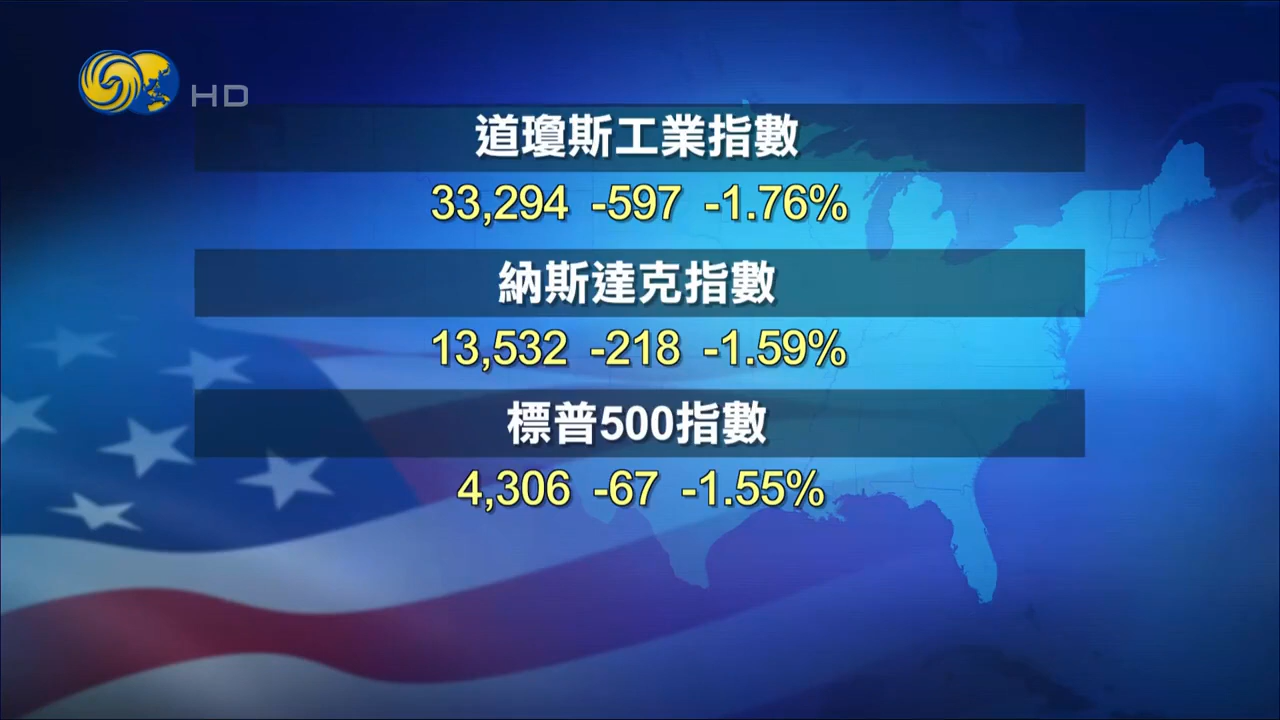 HD
道瓊斯工業指數
33,294 -597 -1.76%
納斯達克指數
13,532 -218 -1.59%
標普500指數
4,306 -67 -1.55%